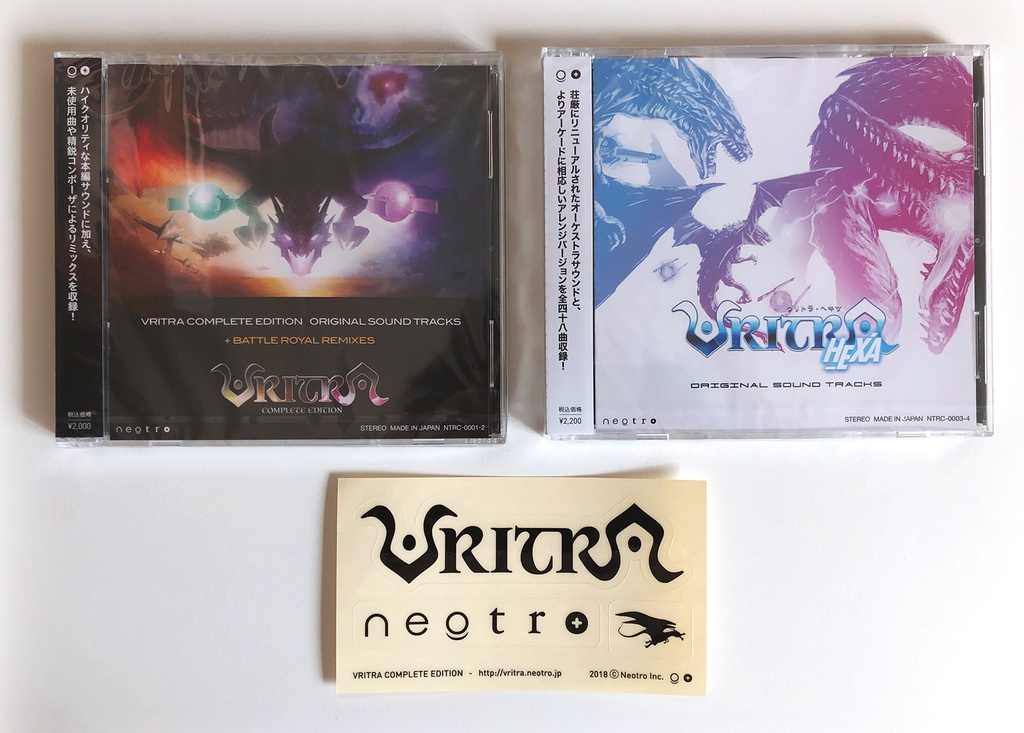 ハイクオリティな本編サウンドに加え、
未使用曲や精鋭コンポーザによるリミックスを収録！
税込価格
¥2,000
VRITRA COMPLETE EDITION ORIGINAL SOUND TRACKS
+ BATTLE ROYAL REMIXES
VRITRA
COMPLETE EDITION
neotro
STEREO MADE IN JAPAN NTRC-0001-2
荘厳にリニューアルされたオーケストラサウンドと、
よりアーケードに相応しいアレンジバージョンを全四十八曲収録！
税込価格
¥2,200
ヴリトラ・ヘキサ
VRITRA
HEXA
ORIGINAL SOUND TRACKS
neotro
STEREO MADE IN JAPAN NTRC-0003-4
VRITRA
neotro
VRITRA COMPLETE EDITION - http://vritra.neotro.jp 2018 © Neotro Inc.